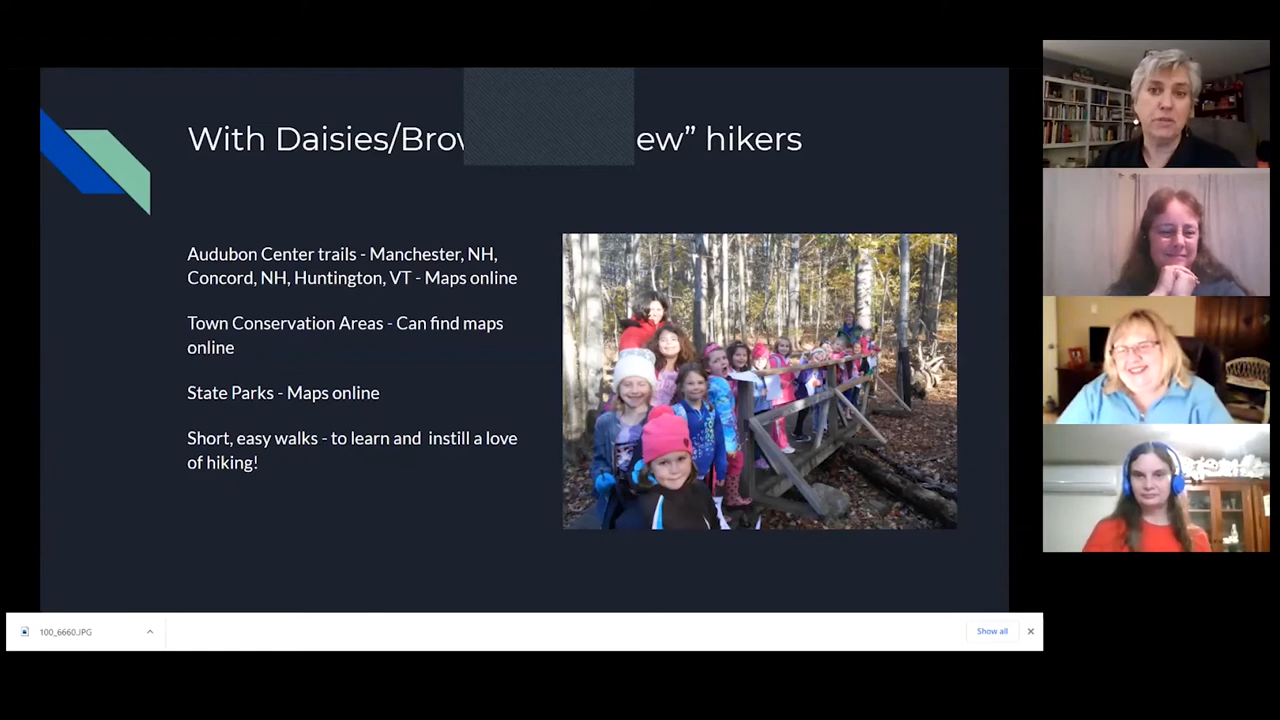 With Daisies/Brow ew” hikers
Audubon Center trails - Manchester, NH,
Concord, NH, Huntington, VT - Maps online
Town Conservation Areas - Can find maps
online
State Parks - Maps online
Short, easy walks - to learn and instill a love
of hiking!
100_6660.JPG
Show all